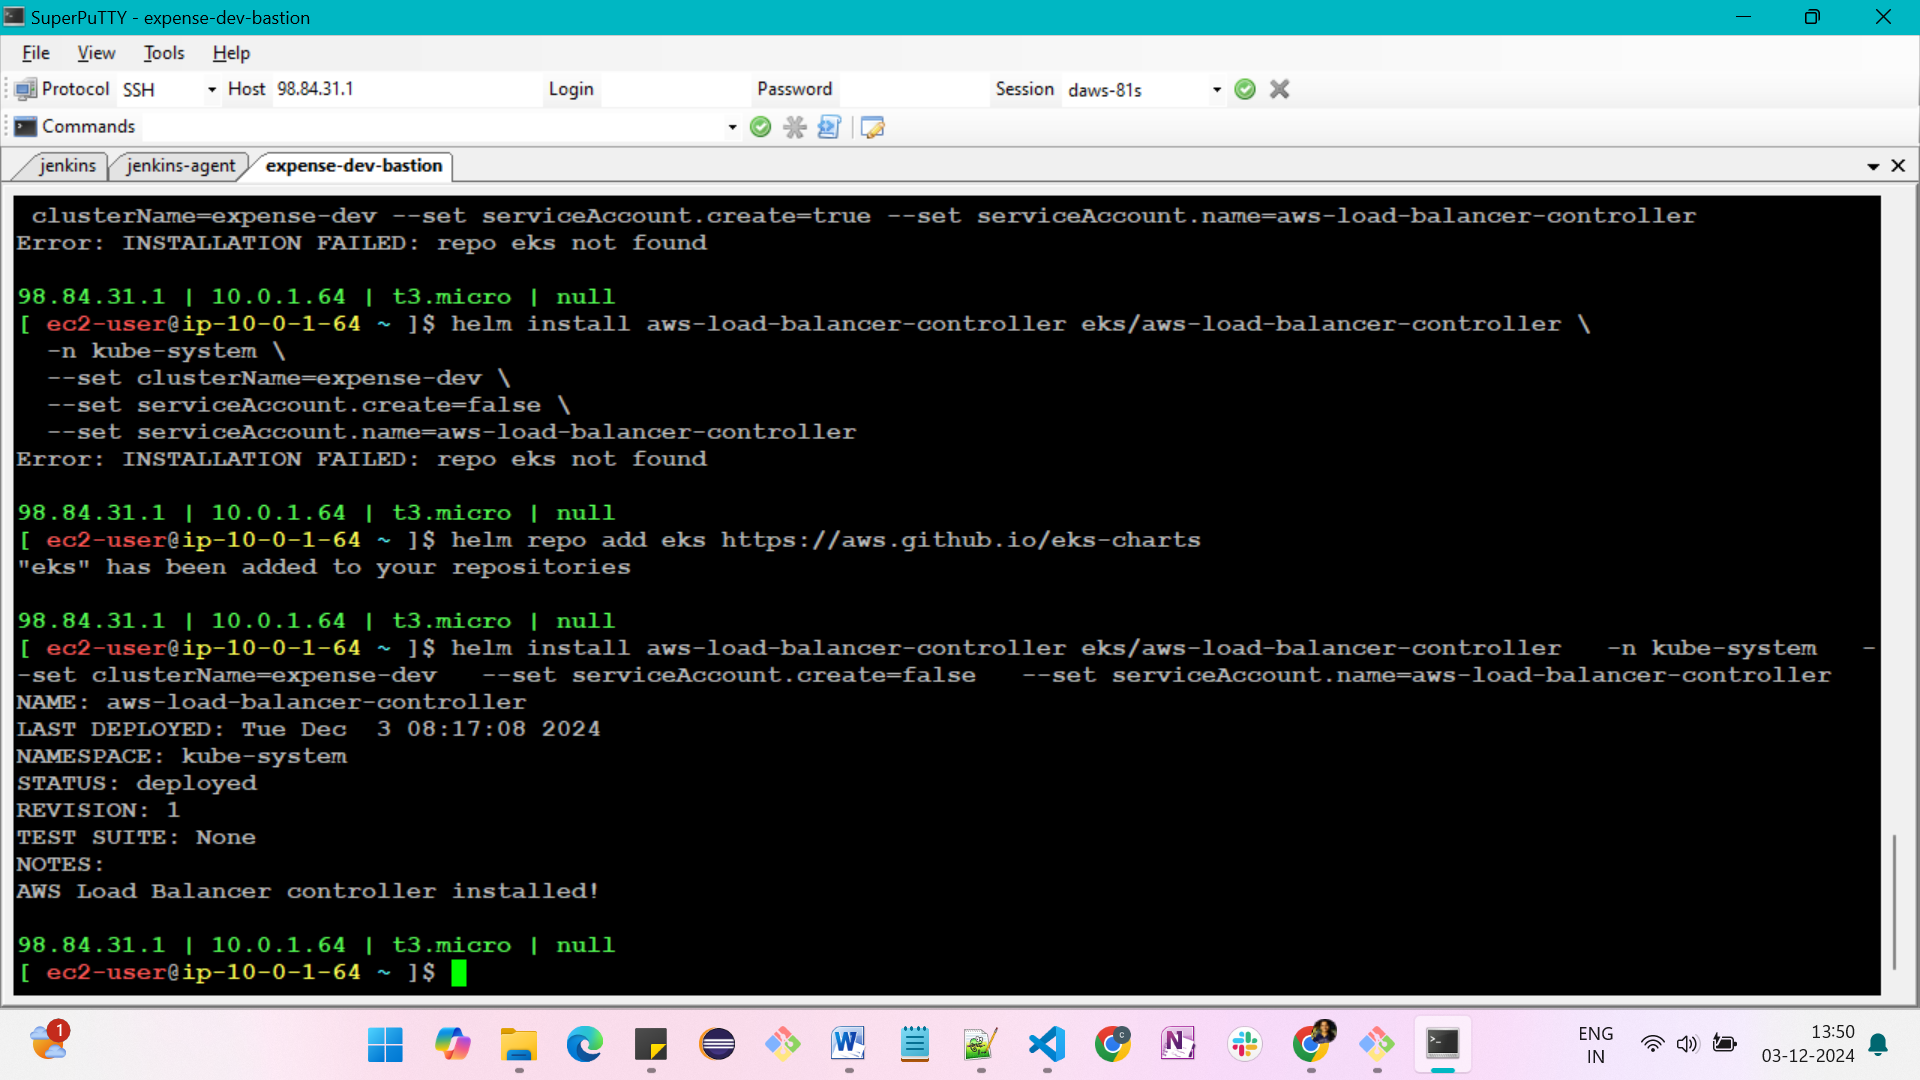 SuperPuTTY - expense-dev-bastion
File View Tools Help
Protocol SSH Host 98.84.31.1 Login Password Session daws-81s
Commands
jenkins jenkins-agent expense-dev-bastion
clusterName=expense-dev --set serviceAccount.create=true --set serviceAccount.name=aws-load-balancer-controller
Error: INSTALLATION FAILED: repo eks not found
98.84.31.1 | 10.0.1.64 | t3.micro | null
[ ec2-user@ip-10-0-1-64 ~ ]$ helm install aws-load-balancer-controller eks/aws-load-balancer-controller \
-n kube-system \
--set clusterName=expense-dev \
--set serviceAccount.create=false \
--set serviceAccount.name=aws-load-balancer-controller
Error: INSTALLATION FAILED: repo eks not found
98.84.31.1 | 10.0.1.64 | t3.micro | null
[ ec2-user@ip-10-0-1-64 ~ ]$ helm repo add eks https://aws.github.io/eks-charts
"eks" has been added to your repositories
98.84.31.1 | 10.0.1.64 | t3.micro | null
[ ec2-user@ip-10-0-1-64 ~ ]$ helm install aws-load-balancer-controller eks/aws-load-balancer-controller   -n kube-system   -
-set clusterName=expense-dev   --set serviceAccount.create=false   --set serviceAccount.name=aws-load-balancer-controller
NAME: aws-load-balancer-controller
LAST DEPLOYED: Tue Dec  3 08:17:08 2024
NAMESPACE: kube-system
STATUS: deployed
REVISION: 1
TEST SUITE: None
NOTES:
AWS Load Balancer controller installed!
98.84.31.1 | 10.0.1.64 | t3.micro | null
[ ec2-user@ip-10-0-1-64 ~ ]$
1
ENG
IN
13:50
03-12-2024